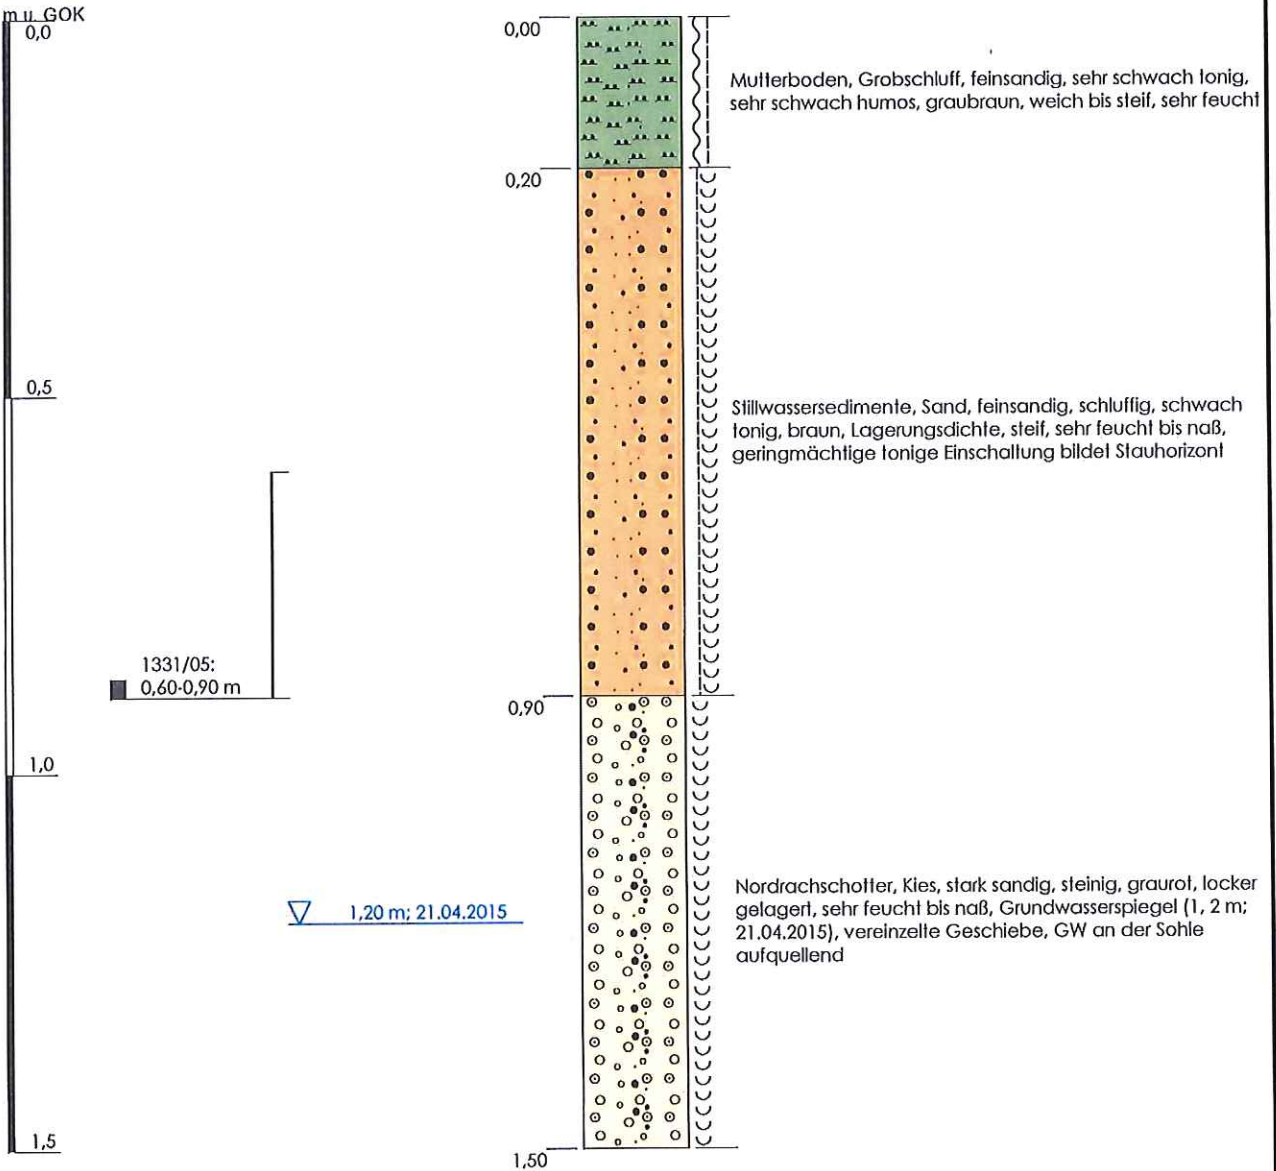 m u. GOK
0,0
0,00
Mutterboden, Grobschluff, feinsandig, sehr schwach tonig,
sehr schwach humos, graubraun, weich bis steif, sehr feucht
0,20
0,5
Stillwassersedimente, Sand, feinsandig, schluffig, schwach
tonig, braun, Lagerungsdichte, steif, sehr feucht bis naß,
geringmächtige tonige Einschaltung bildet Stauhorizont
1331/05:
0,60-0,90 m
0,90
1,0
1,20 m; 21.04.2015
Nordrachschotter, Kies, stark sandig, steinig, graurot, locker
gelagert, sehr feucht bis naß, Grundwasserspiegel (1, 2 m;
21.04.2015), vereinzelte Geschiebe, GW an der Sohle
aufquellend
1,5
1,50